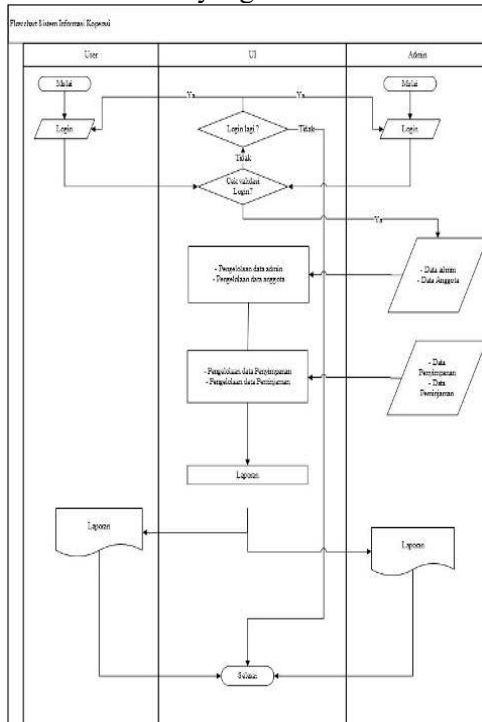 yang
Flowchart Sistem Informasi Koperasi
User
UI
Admin
Mulai
Mulai
Ya
Ya
Login
Login lagi ?
Tidak
Login
Tidak
Cek validasi
Login?
Ya
- Pengelolaan data admin
- Pengelolaan data anggota
- Data admin
- Data Anggota
- Pengelolaan data Penyimpanan
- Pengelolaan data Peminjaman
- Data
Penyimpanan
- Data
Peminjaman
Laporan
Laporan
Laporan
Selesai